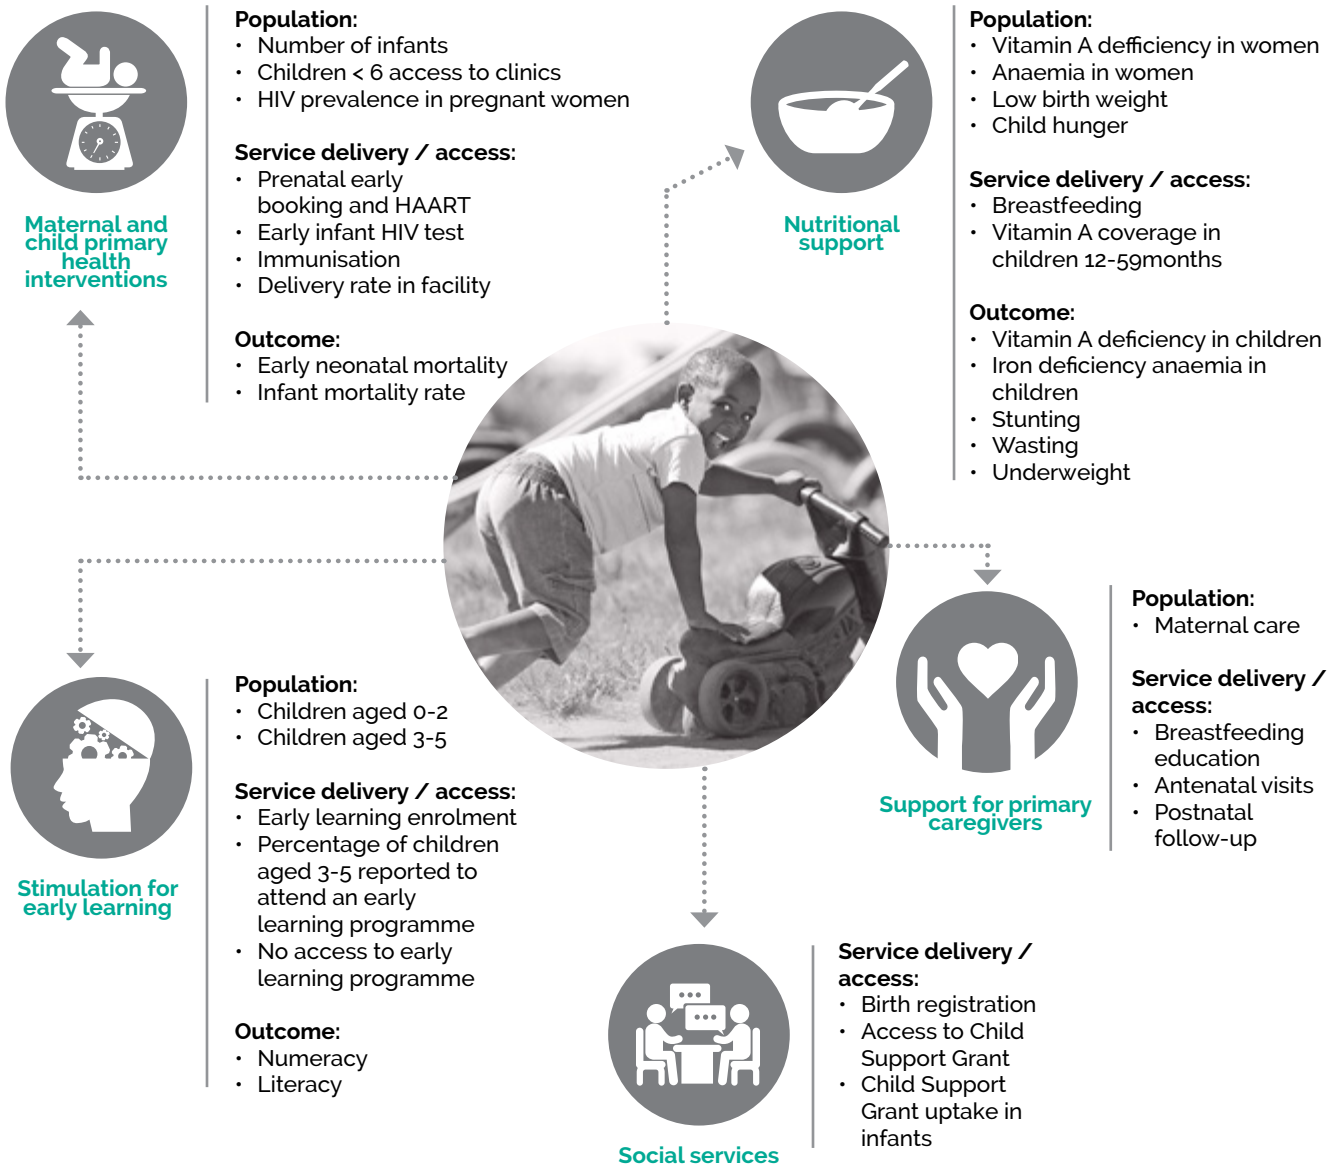 Maternal and
child primary
health
interventions
Population:
• Number of infants
• Children < 6 access to clinics
• HIV prevalence in pregnant women
Service delivery / access:
• Prenatal early
booking and HAART
• Early infant HIV test
• Immunisation
• Delivery rate in facility
Outcome:
• Early neonatal mortality
• Infant mortality rate
Nutritional
support
Population:
• Vitamin A defficiency in women
• Anaemia in women
• Low birth weight
• Child hunger
Service delivery / access:
• Breastfeeding
• Vitamin A coverage in
children 12-59months
Outcome:
• Vitamin A deficiency in children
• Iron deficiency anaemia in
children
• Stunting
• Wasting
• Underweight
Stimulation for
early learning
Population:
• Children aged 0-2
• Children aged 3-5
Service delivery / access:
• Early learning enrolment
• Percentage of children
aged 3-5 reported to
attend an early
learning programme
• No access to early
learning programme
Outcome:
• Numeracy
• Literacy
Support for primary
caregivers
Population:
• Maternal care
Service delivery /
access:
• Breastfeeding
education
• Antenatal visits
• Postnatal
follow-up
Social services
Service delivery /
access:
• Birth registration
• Access to Child
Support Grant
• Child Support
Grant uptake in
infants